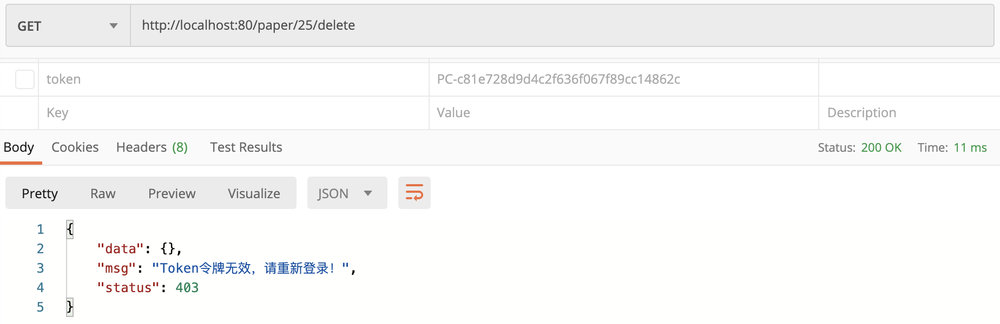 GET http://localhost:80/paper/25/delete
token PC-c81e728d9d4c2f636f067f89cc14862c
Key Value Description
Body Cookies Headers (8) Test Results Status: 200 OK Time: 11 ms
Pretty Raw Preview Visualize JSON
1 {
2 "data": {},
3 "msg": "Token令牌无效，请重新登录！",
4 "status": 403
5 }